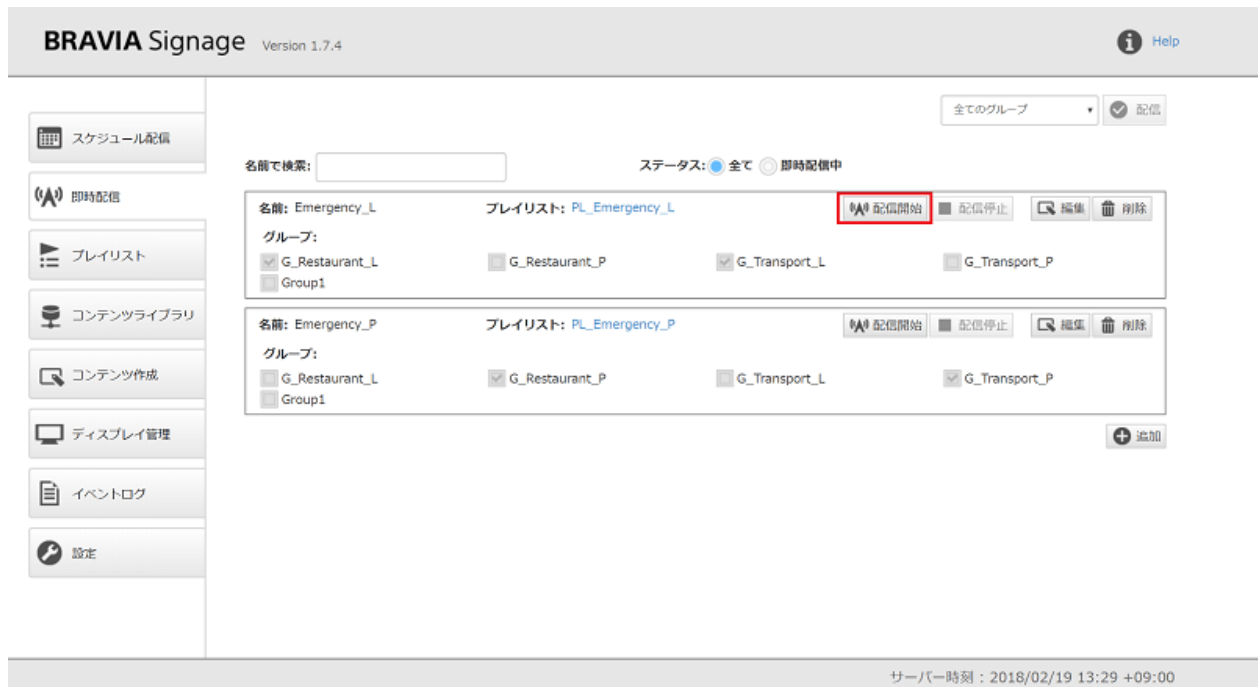 BRAVIA Signage Version 1.7.4
Help
全てのグループ 配信
スケジュール配信
即時配信
プレイリスト
コンテンツライブラリ
コンテンツ作成
ディスプレイ管理
イベントログ
設定
名前で検索: ステータス: 全て 即時配信中
名前: Emergency_L プレイリスト: PL_Emergency_L 配信開始 配信停止 編集 削除
グループ:
G_Restaurant_L G_Restaurant_P G_Transport_L G_Transport_P
Group1
名前: Emergency_P プレイリスト: PL_Emergency_P 配信開始 配信停止 編集 削除
グループ:
G_Restaurant_L G_Restaurant_P G_Transport_L G_Transport_P
Group1
追加
サーバー時刻 : 2018/02/19 13:29 +09:00